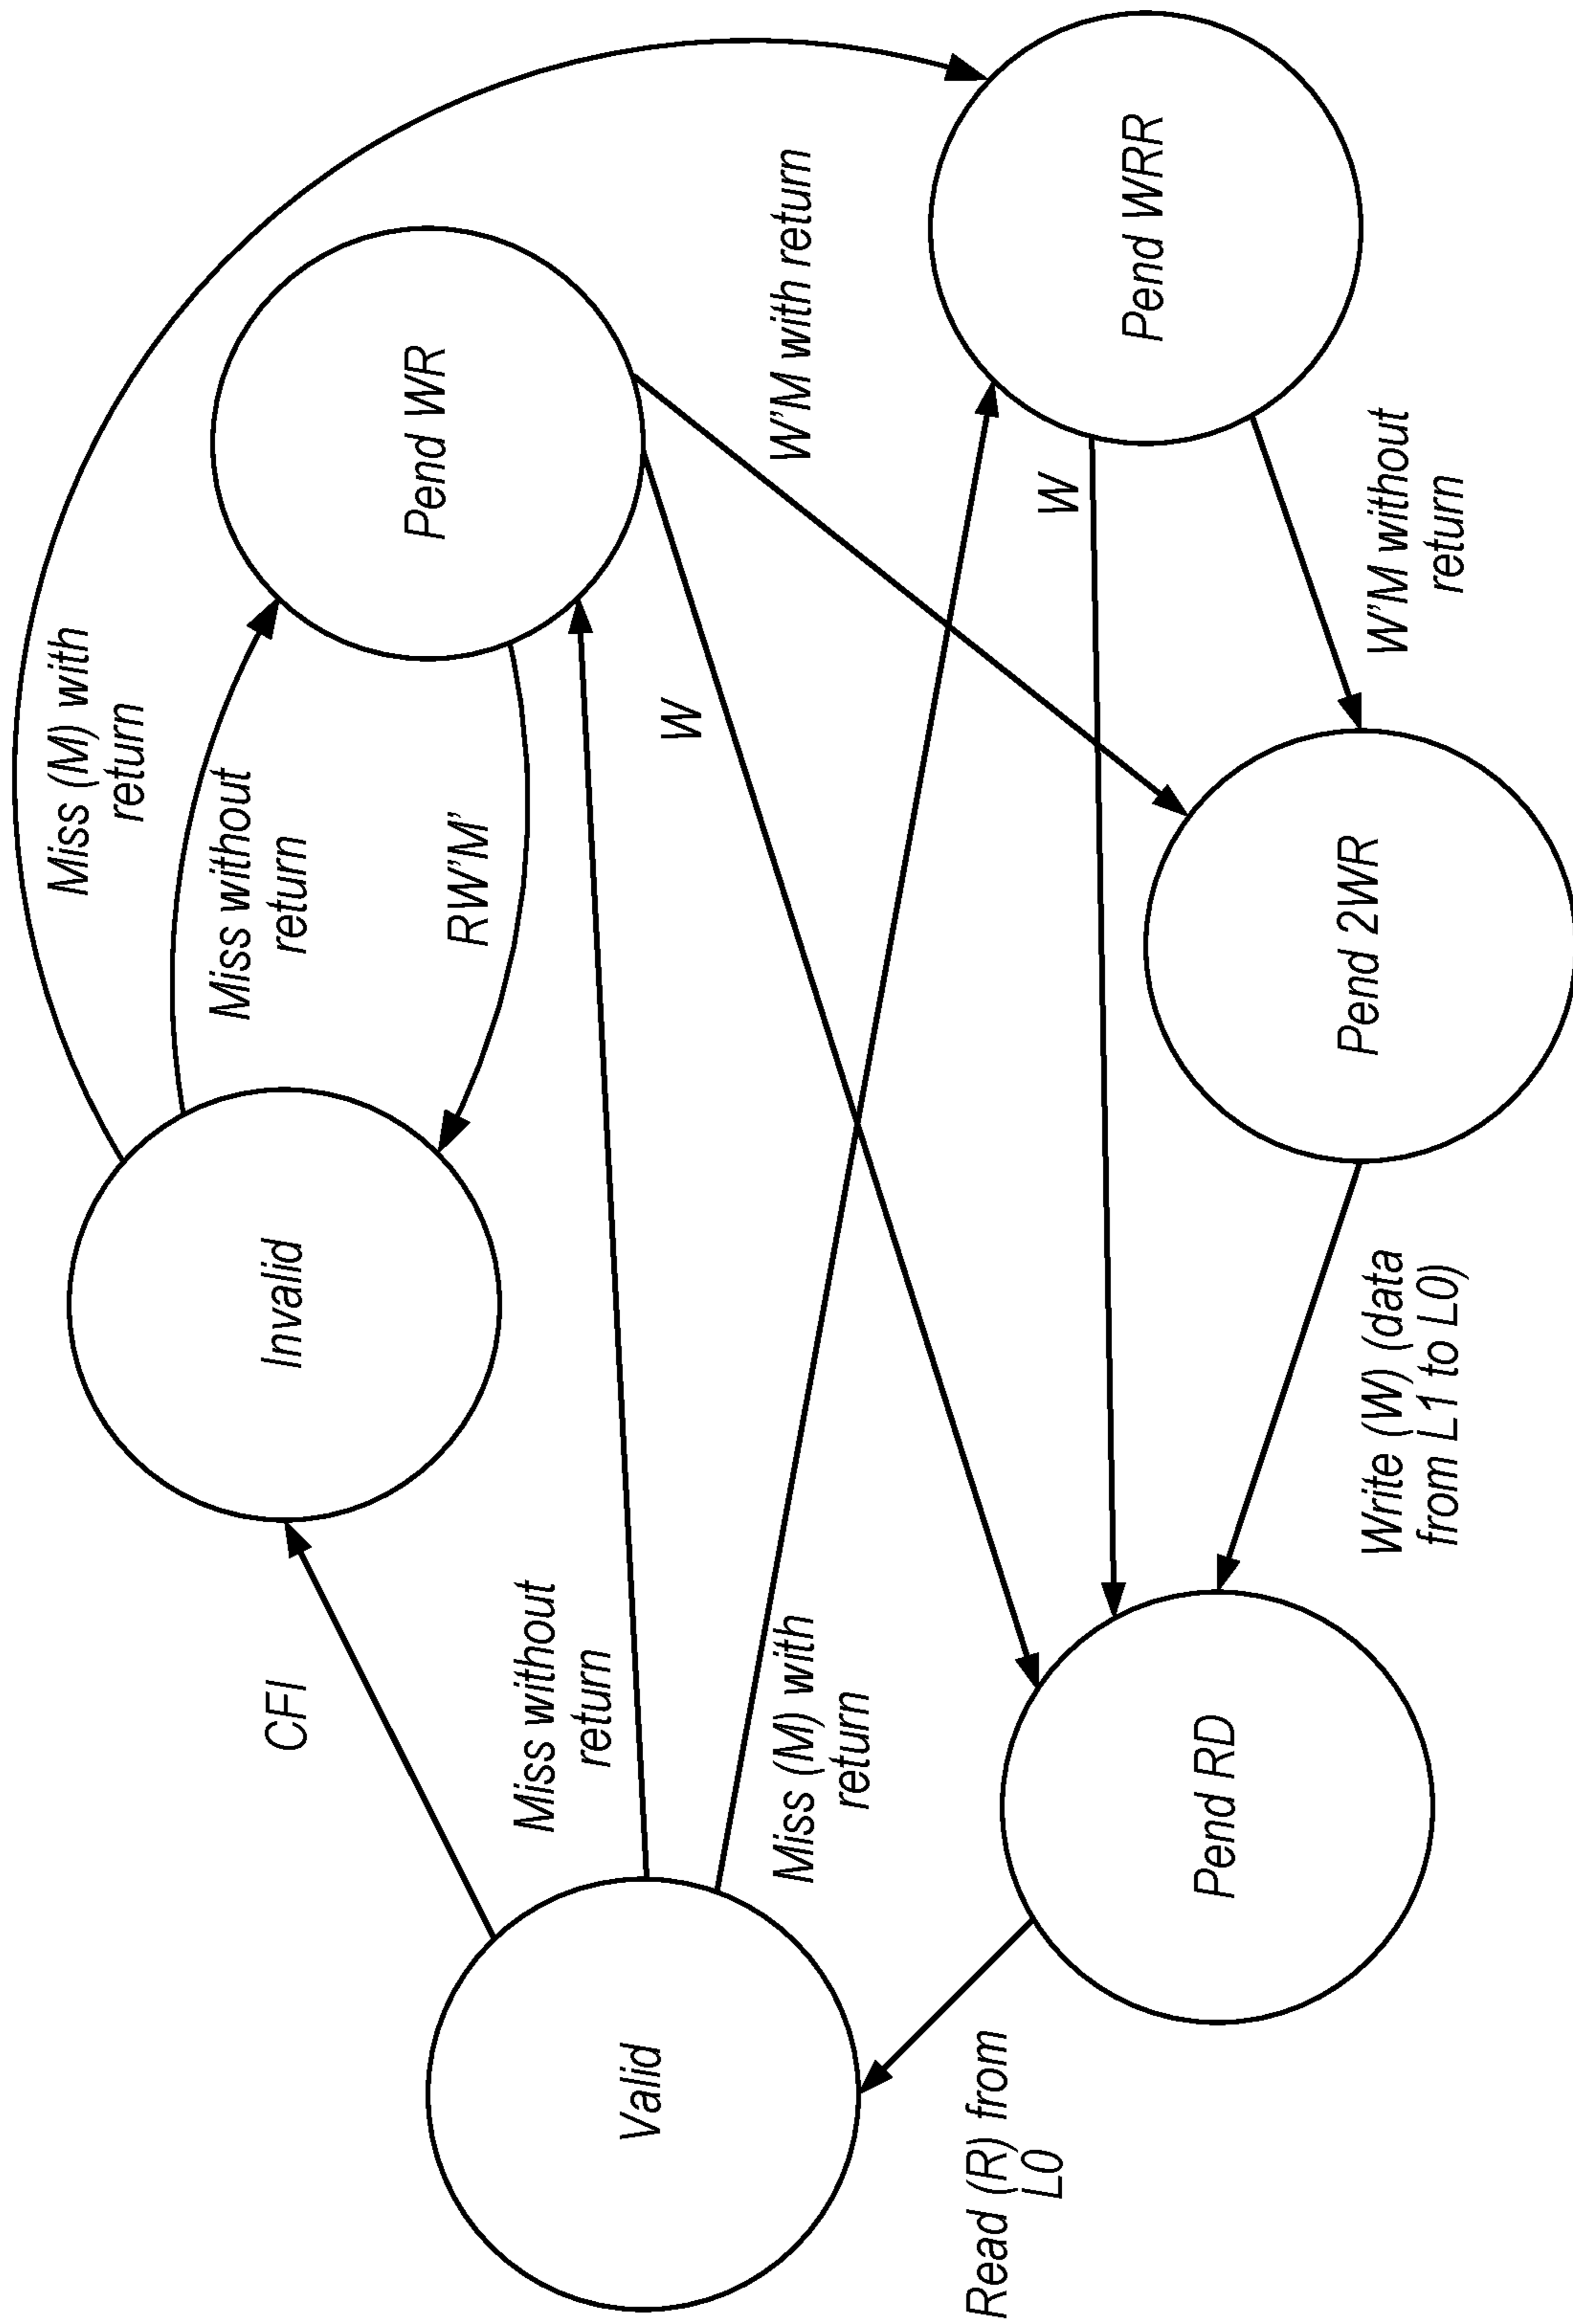 Miss (M) with
return
Miss without
return
CFI
Invalid
Pend WR
RW'M'
Miss without
return
Valid
W
Miss (M) with
return
W'M with return
Read (R) from
L0
W
Pend WRR
Pend RD
Pend 2WR
Write (W) (data
from L1 to L0)
W'M without
return